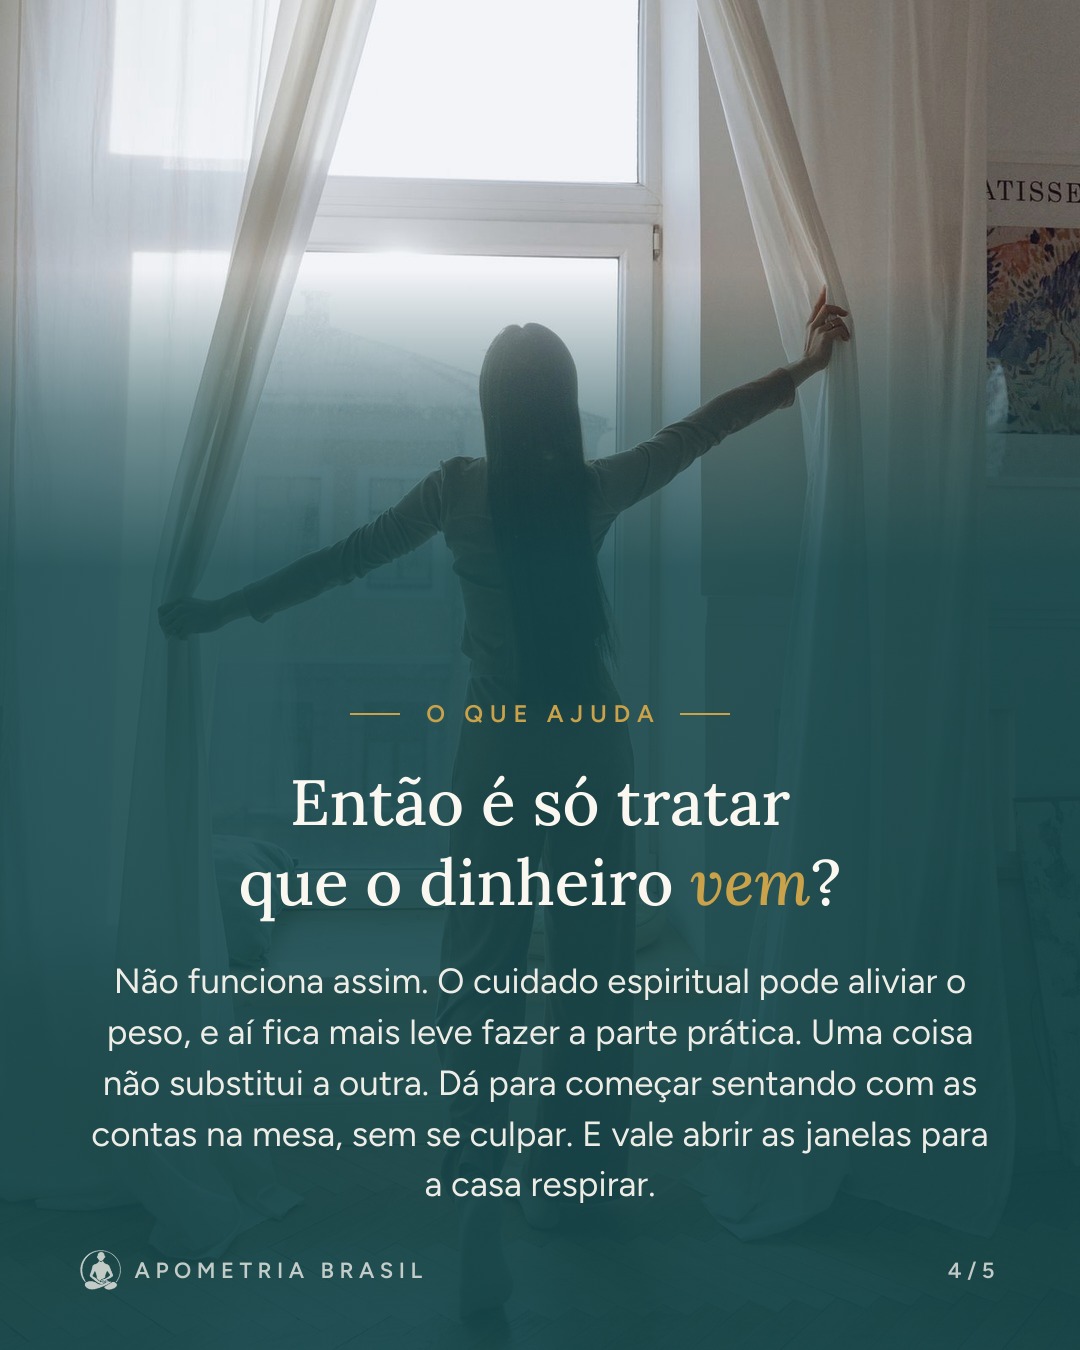 ATISSE
O QUE AJUDA
Então é só tratar
que o dinheiro vem?
Não funciona assim. O cuidado espiritual pode aliviar o
peso, e aí fica mais leve fazer a parte prática. Uma coisa
não substitui a outra. Dá para começar sentando com as
contas na mesa, sem se culpar. E vale abrir as janelas para
a casa respirar.
APOMETRIA BRASIL
4/5